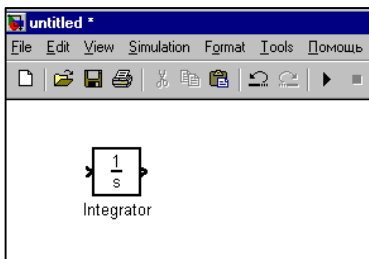 untitled *
File Edit View Simulation Format Tools Помощь
1
s
Integrator